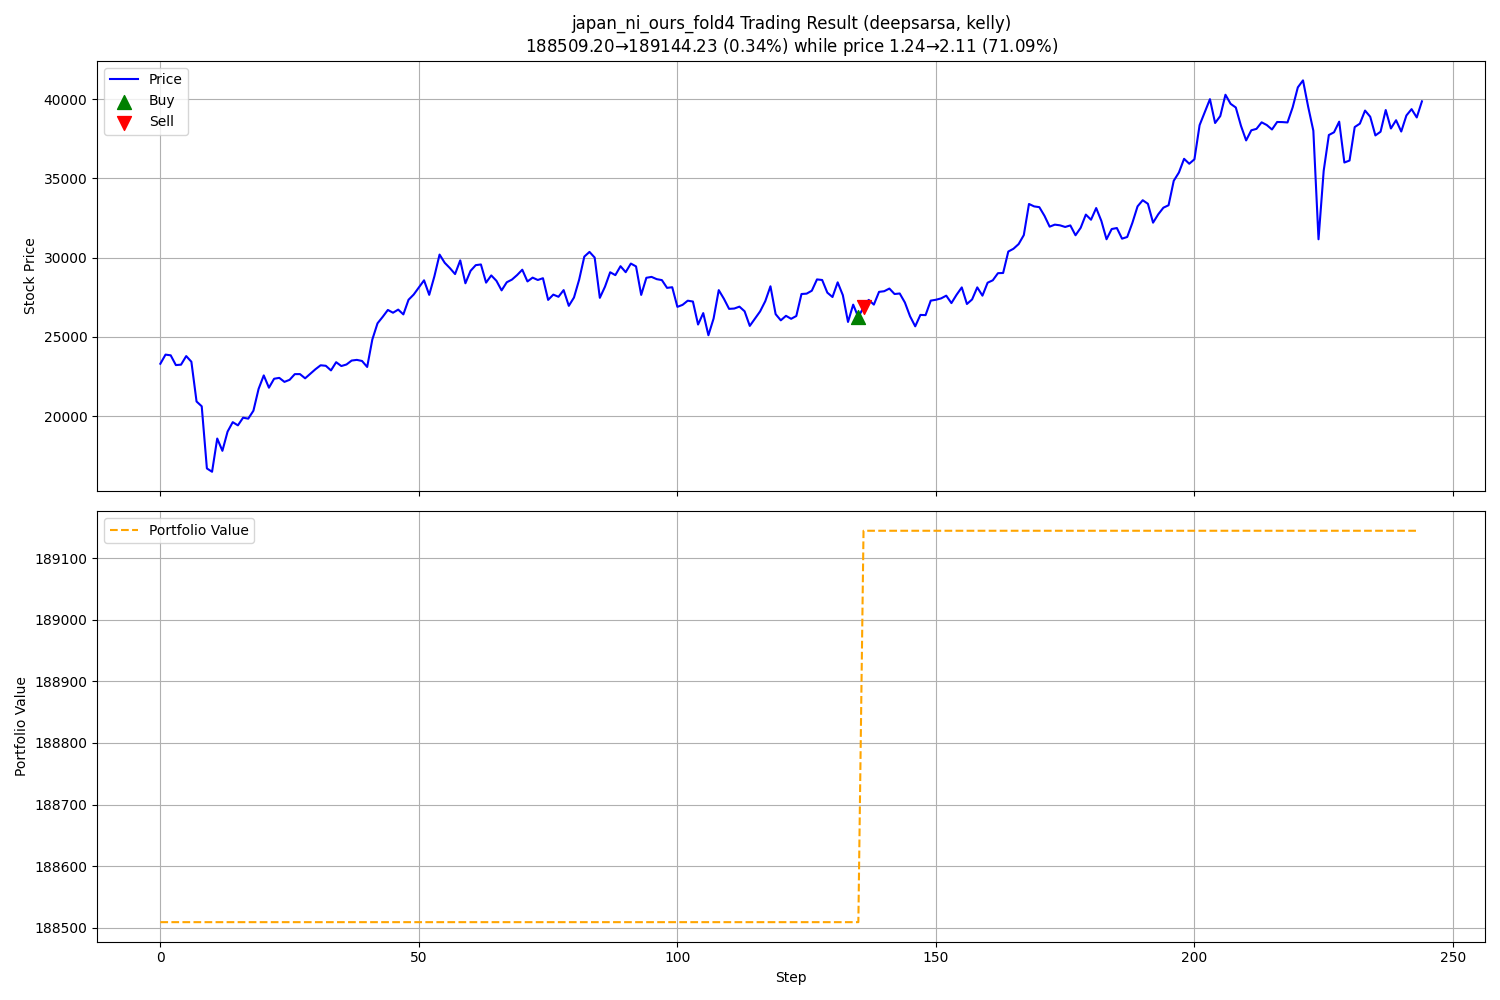 japan_ni_ours_fold4 Trading Result (deepsarsa, kelly)
188509.20→189144.23 (0.34%) while price 1.24→2.11 (71.09%)
Price
Buy
Sell
Stock Price
40000
35000
30000
25000
20000
Portfolio Value
Portfolio Value
189100
189000
188900
188800
188700
188600
188500
0
50
100
150
200
250
Step